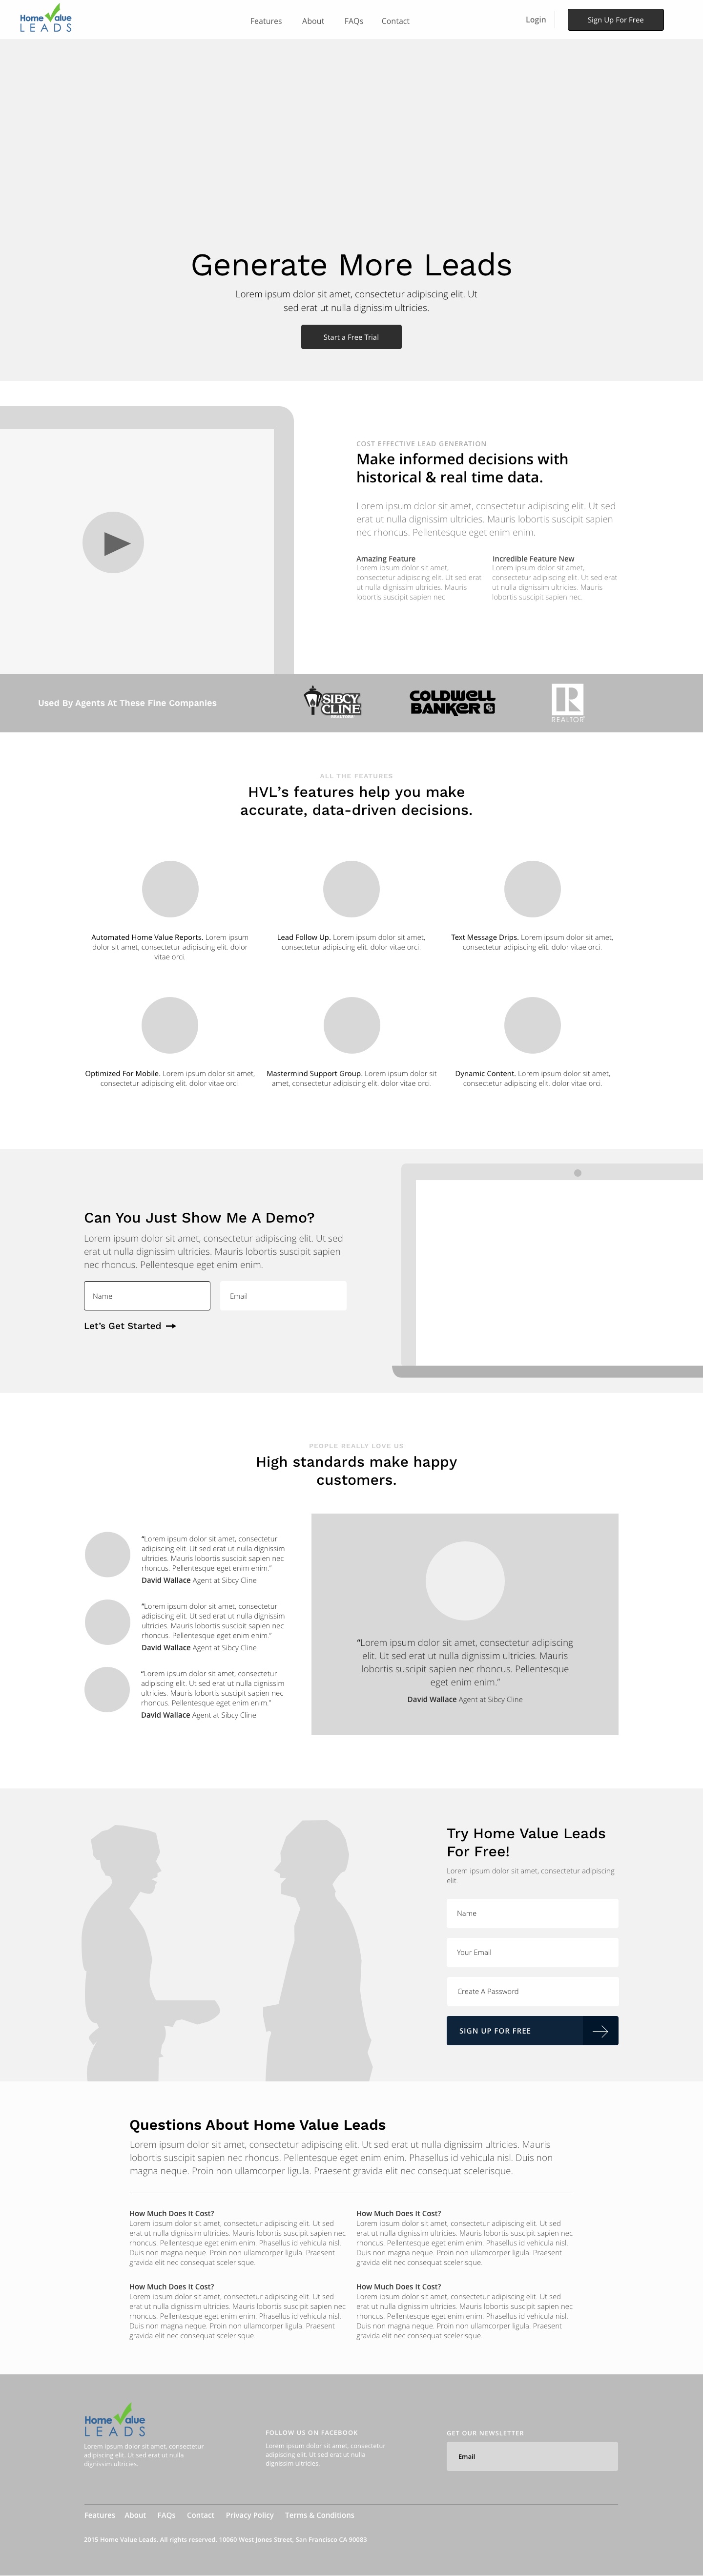 Home Value
LEADS
Features
About
FAQs
Contact
Login
Sign Up For Free
Generate More Leads
Lorem ipsum dolor sit amet, consectetur adipiscing elit. Ut
sed erat ut nulla dignissim ultricies.
Start a Free Trial
COST EFFECTIVE LEAD GENERATION
Make informed decisions with
historical & real time data.
Lorem ipsum dolor sit amet, consectetur adipiscing elit. Ut sed
erat ut nulla dignissim ultricies. Mauris lobortis suscipit sapien
nec rhoncus. Pellentesque eget enim enim.
Amazing Feature
Lorem ipsum dolor sit amet,
consectetur adipiscing elit. Ut sed erat
ut nulla dignissim ultricies. Mauris
lobortis suscipit sapien nec
Incredible Feature New
Lorem ipsum dolor sit amet,
consectetur adipiscing elit. Ut sed erat
ut nulla dignissim ultricies. Mauris
lobortis suscipit sapien nec.
Used By Agents At These Fine Companies
SIBCY
CLINE
REALTORS
COLDWELL
BANKER
R
REALTOR
ALL THE FEATURES
HVL's features help you make
accurate, data-driven decisions.
Automated Home Value Reports. Lorem ipsum
dolor sit amet, consectetur adipiscing elit. dolor
vitae orci.
Lead Follow Up. Lorem ipsum dolor sit amet,
consectetur adipiscing elit. dolor vitae orci.
Text Message Drips. Lorem ipsum dolor sit amet,
consectetur adipiscing elit. dolor vitae orci.
Optimized For Mobile. Lorem ipsum dolor sit amet,
consectetur adipiscing elit. dolor vitae orci.
Mastermind Support Group. Lorem ipsum dolor sit
amet, consectetur adipiscing elit. dolor vitae orci.
Dynamic Content. Lorem ipsum dolor sit amet,
consectetur adipiscing elit. dolor vitae orci.
Can You Just Show Me A Demo?
Lorem ipsum dolor sit amet, consectetur adipiscing elit. Ut sed
erat ut nulla dignissim ultricies. Mauris lobortis suscipit sapien
nec rhoncus. Pellentesque eget enim enim.
Name
Email
Let's Get Started
PEOPLE REALLY LOVE US
High standards make happy
customers.
"Lorem ipsum dolor sit amet, consectetur
adipiscing elit. Ut sed erat ut nulla dignissim
ultricies. Mauris lobortis suscipit sapien nec
rhoncus. Pellentesque eget enim enim."
David Wallace Agent at Sibcy Cline
"Lorem ipsum dolor sit amet, consectetur
adipiscing elit. Ut sed erat ut nulla dignissim
ultricies. Mauris lobortis suscipit sapien nec
rhoncus. Pellentesque eget enim enim."
David Wallace Agent at Sibcy Cline
"Lorem ipsum dolor sit amet, consectetur
adipiscing elit. Ut sed erat ut nulla dignissim
ultricies. Mauris lobortis suscipit sapien nec
rhoncus. Pellentesque eget enim enim."
David Wallace Agent at Sibcy Cline
"Lorem ipsum dolor sit amet, consectetur adipiscing
elit. Ut sed erat ut nulla dignissim ultricies. Mauris
lobortis suscipit sapien nec rhoncus. Pellentesque
eget enim enim."
David Wallace Agent at Sibcy Cline
Try Home Value Leads
For Free!
Lorem ipsum dolor sit amet, consectetur adipiscing
elit.
Name
Your Email
Create A Password
SIGN UP FOR FREE
Questions About Home Value Leads
Lorem ipsum dolor sit amet, consectetur adipiscing elit. Ut sed erat ut nulla dignissim ultricies. Mauris
lobortis suscipit sapien nec rhoncus. Pellentesque eget enim enim. Phasellus id vehicula nisl. Duis non
magna neque. Proin non ullamcorper ligula. Praesent gravida elit nec consequat scelerisque.
How Much Does It Cost?
Lorem ipsum dolor sit amet, consectetur adipiscing elit. Ut sed
erat ut nulla dignissim ultricies. Mauris lobortis suscipit sapien nec
rhoncus. Pellentesque eget enim enim. Phasellus id vehicula nisl.
Duis non magna neque. Proin non ullamcorper ligula. Praesent
gravida elit nec consequat scelerisque.
How Much Does It Cost?
Lorem ipsum dolor sit amet, consectetur adipiscing elit. Ut sed
erat ut nulla dignissim ultricies. Mauris lobortis suscipit sapien nec
rhoncus. Pellentesque eget enim enim. Phasellus id vehicula nisl.
Duis non magna neque. Proin non ullamcorper ligula. Praesent
gravida elit nec consequat scelerisque.
How Much Does It Cost?
Lorem ipsum dolor sit amet, consectetur adipiscing elit. Ut sed
erat ut nulla dignissim ultricies. Mauris lobortis suscipit sapien nec
rhoncus. Pellentesque eget enim enim. Phasellus id vehicula nisl.
Duis non magna neque. Proin non ullamcorper ligula. Praesent
gravida elit nec consequat scelerisque.
How Much Does It Cost?
Lorem ipsum dolor sit amet, consectetur adipiscing elit. Ut sed
erat ut nulla dignissim ultricies. Mauris lobortis suscipit sapien nec
rhoncus. Pellentesque eget enim enim. Phasellus id vehicula nisl.
Duis non magna neque. Proin non ullamcorper ligula. Praesent
gravida elit nec consequat scelerisque.
Home Value
LEADS
Lorem ipsum dolor sit amet, consectetur
adipiscing elit. Ut sed erat ut nulla
dignissim ultricies.
FOLLOW US ON FACEBOOK
Lorem ipsum dolor sit amet, consectetur
adipiscing elit. Ut sed erat ut nulla
dignissim ultricies.
GET OUR NEWSLETTER
Email
Features
About
FAQs
Contact
Privacy Policy
Terms & Conditions
2015 Home Value Leads. All rights reserved. 10060 West Jones Street, San Francisco CA 90083